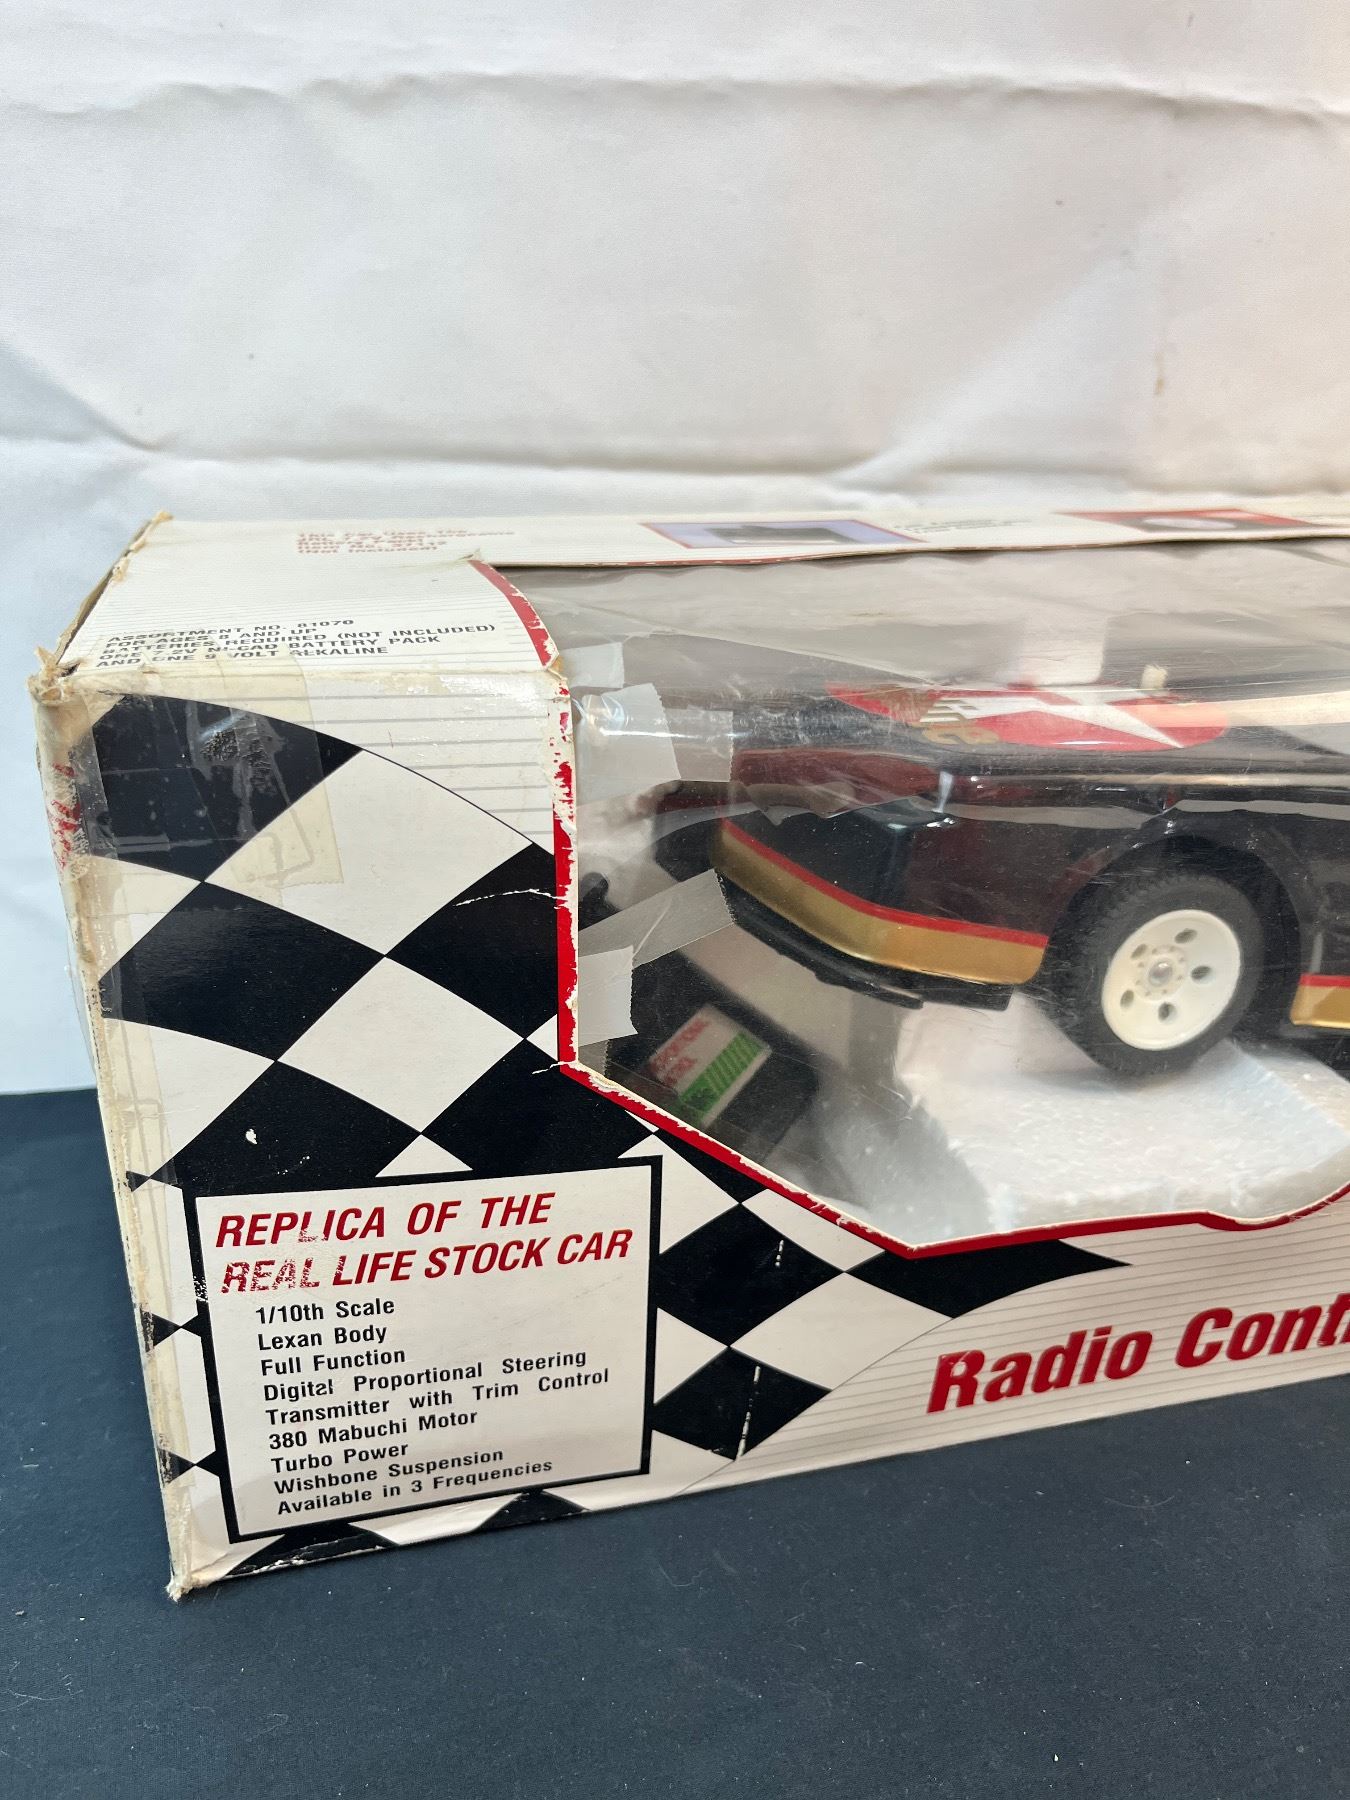 ASSORTMENT NO. 81070
FOR AGES 8 AND UP
BATTERIES REQUIRED (NOT INCLUDED)
ONE 7.2V NI-CAD BATTERY PACK
AND ONE 9 VOLT ALKALINE
REPLICA OF THE
REAL LIFE STOCK CAR
1/10th Scale
Lexan Body
Full Function
Digital Proportional Steering
Transmitter with Trim Control
380 Mabuchi Motor
Turbo Power
Wishbone Suspension
Available in 3 Frequencies
Radio Contr